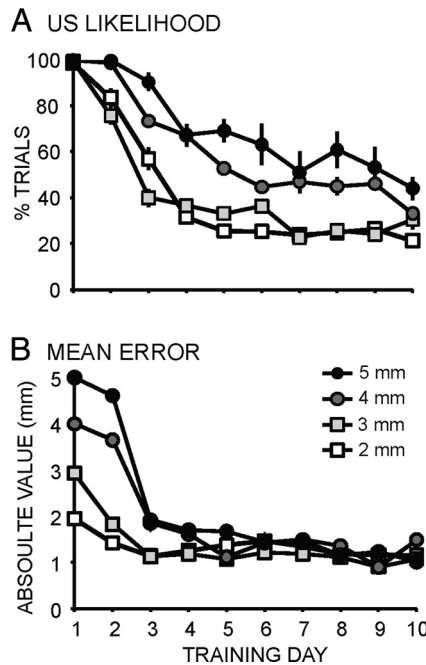 A US LIKELIHOOD
100
80
60
40
20
0
% TRIALS
B MEAN ERROR
5
4
3
2
1
0
ABSOULTE VALUE (mm)
5 mm
4 mm
3 mm
2 mm
1 2 3 4 5 6 7 8 9 10
TRAINING DAY